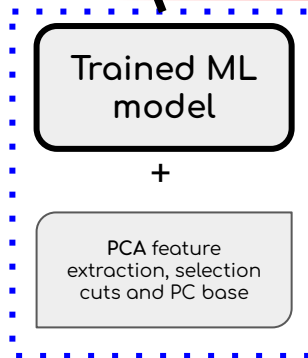 Trained ML
model
+
PCA feature
extraction, selection
cuts and PC base